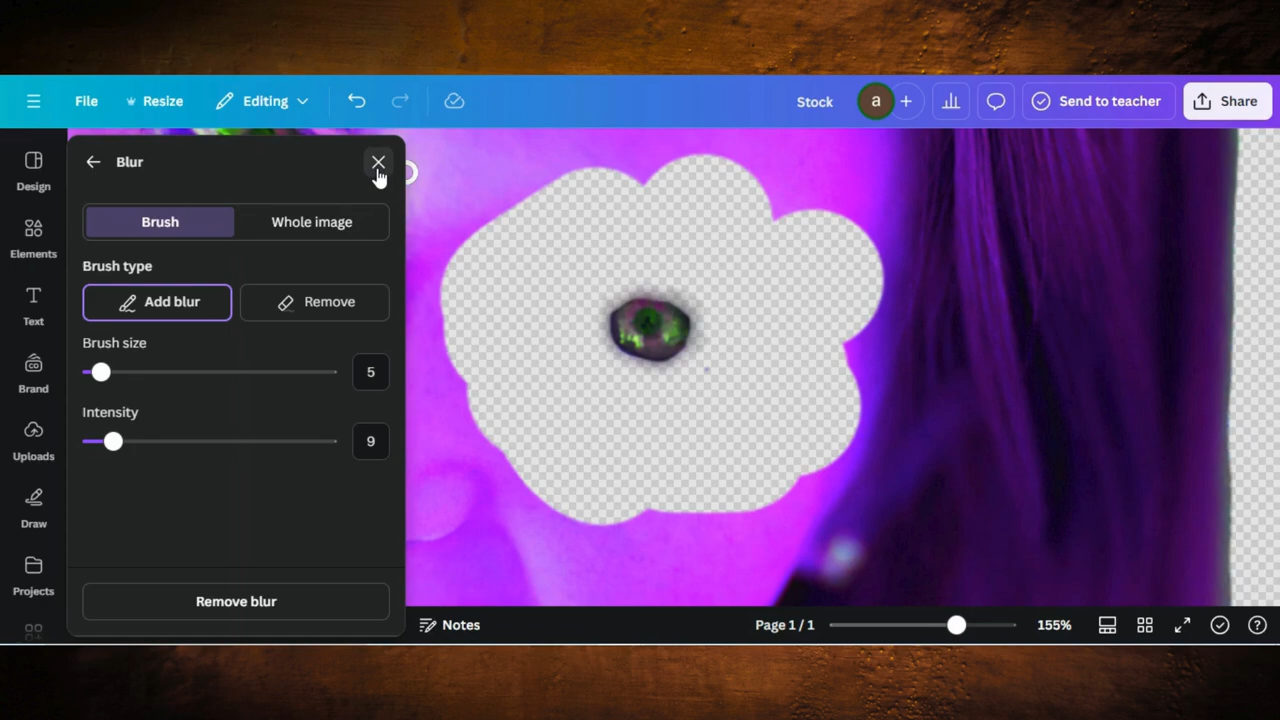 File
Resize
Editing
Stock
a
Send to teacher
Share
Design
Elements
Text
Brand
CO
Uploads
Draw
Projects
Blur
Brush
Whole image
Brush type
Add blur
Remove
Brush size
5
Intensity
9
Remove blur
Notes
Page 1 / 1
155%